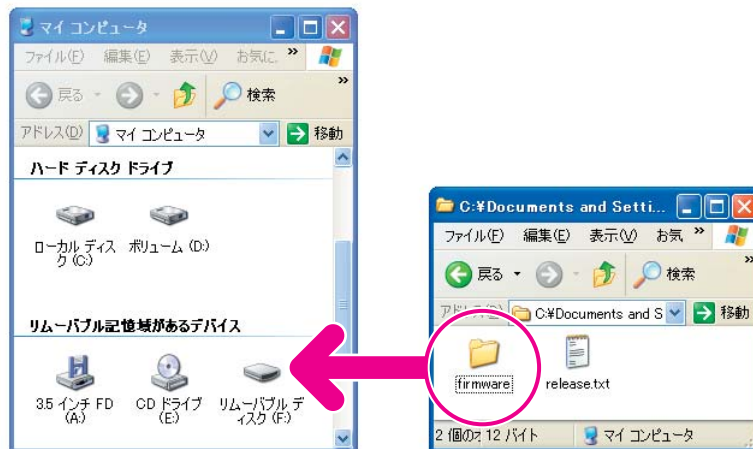 マイ コンピュータ
ファイル(F) 編集(E) 表示(V) お気に. »
戻る 検索 »
アドレス(D) マイ コンピュータ 移動
ハード ディスク ドライブ
ローカル ディスク (C:)
ボリューム (D:)
リムーバブル記憶域があるデバイス
3.5 インチ FD (A:)
CD ドライブ (E:)
リムーバブル ディスク (F:)
C:¥Documents and Setti...
ファイル(F) 編集(E) 表示(V) お気 »
戻る 検索 »
C:¥Documents and S 移動
firmware
release.txt
2 個の 12 バイト マイ コンピュータ